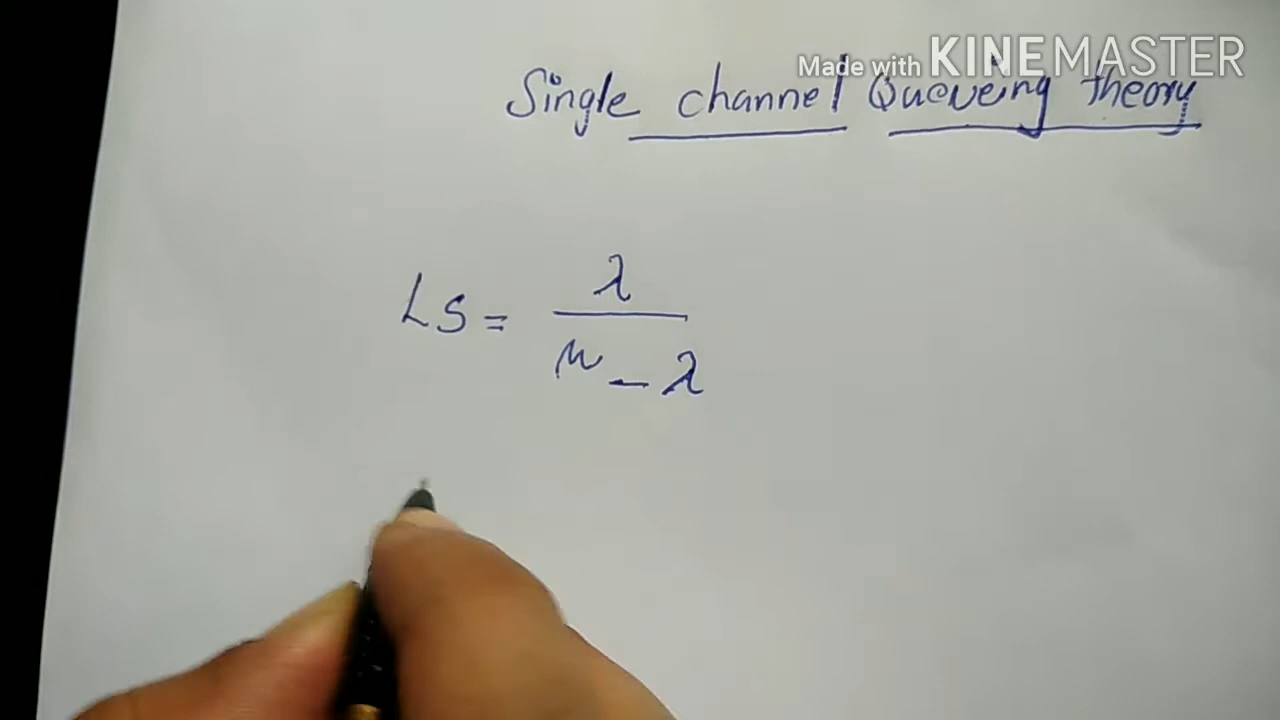 Made with KINEMASTER
Single channel Queueing theory
LS = λ
μ - λ